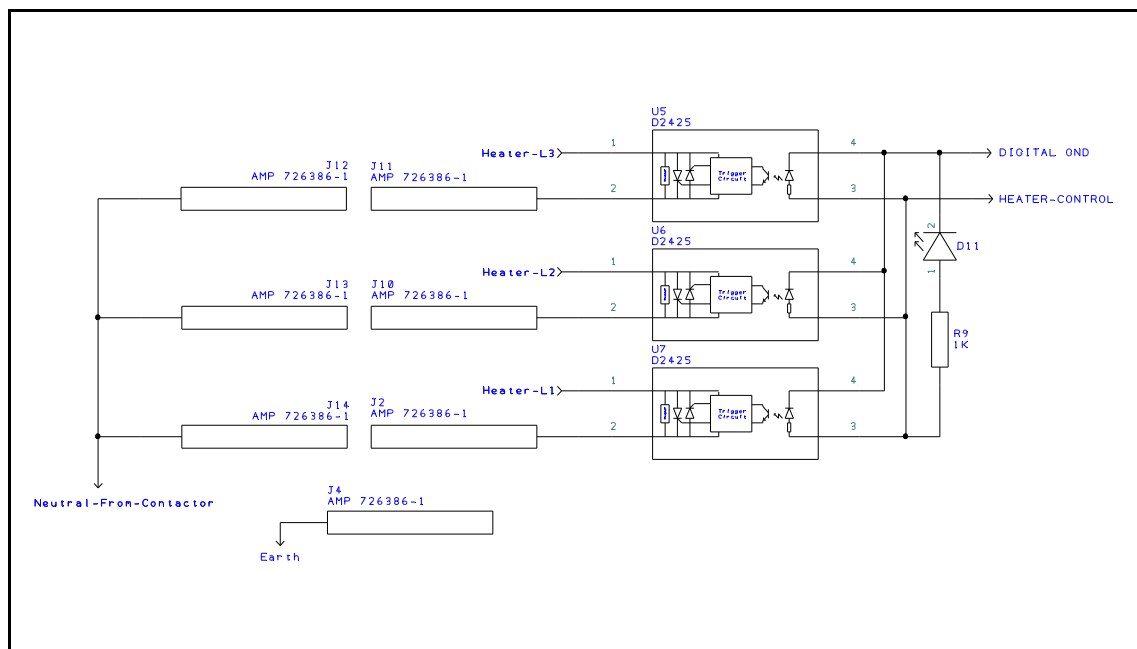 U5
D2425
1
4
Heater-L3
DIGITAL GND
J12
J11
AMP 726386-1
AMP 726386-1
Trigger
Circuit
2
3
HEATER-CONTROL
U6
D2425
2
D11
1
4
Heater-L2
1
J13
J10
AMP 726386-1
AMP 726386-1
Trigger
Circuit
2
3
R9
1K
U7
D2425
1
4
Heater-L1
J14
J2
AMP 726386-1
AMP 726386-1
Trigger
Circuit
2
3
Neutral-From-Contactor
J4
AMP 726386-1
Earth